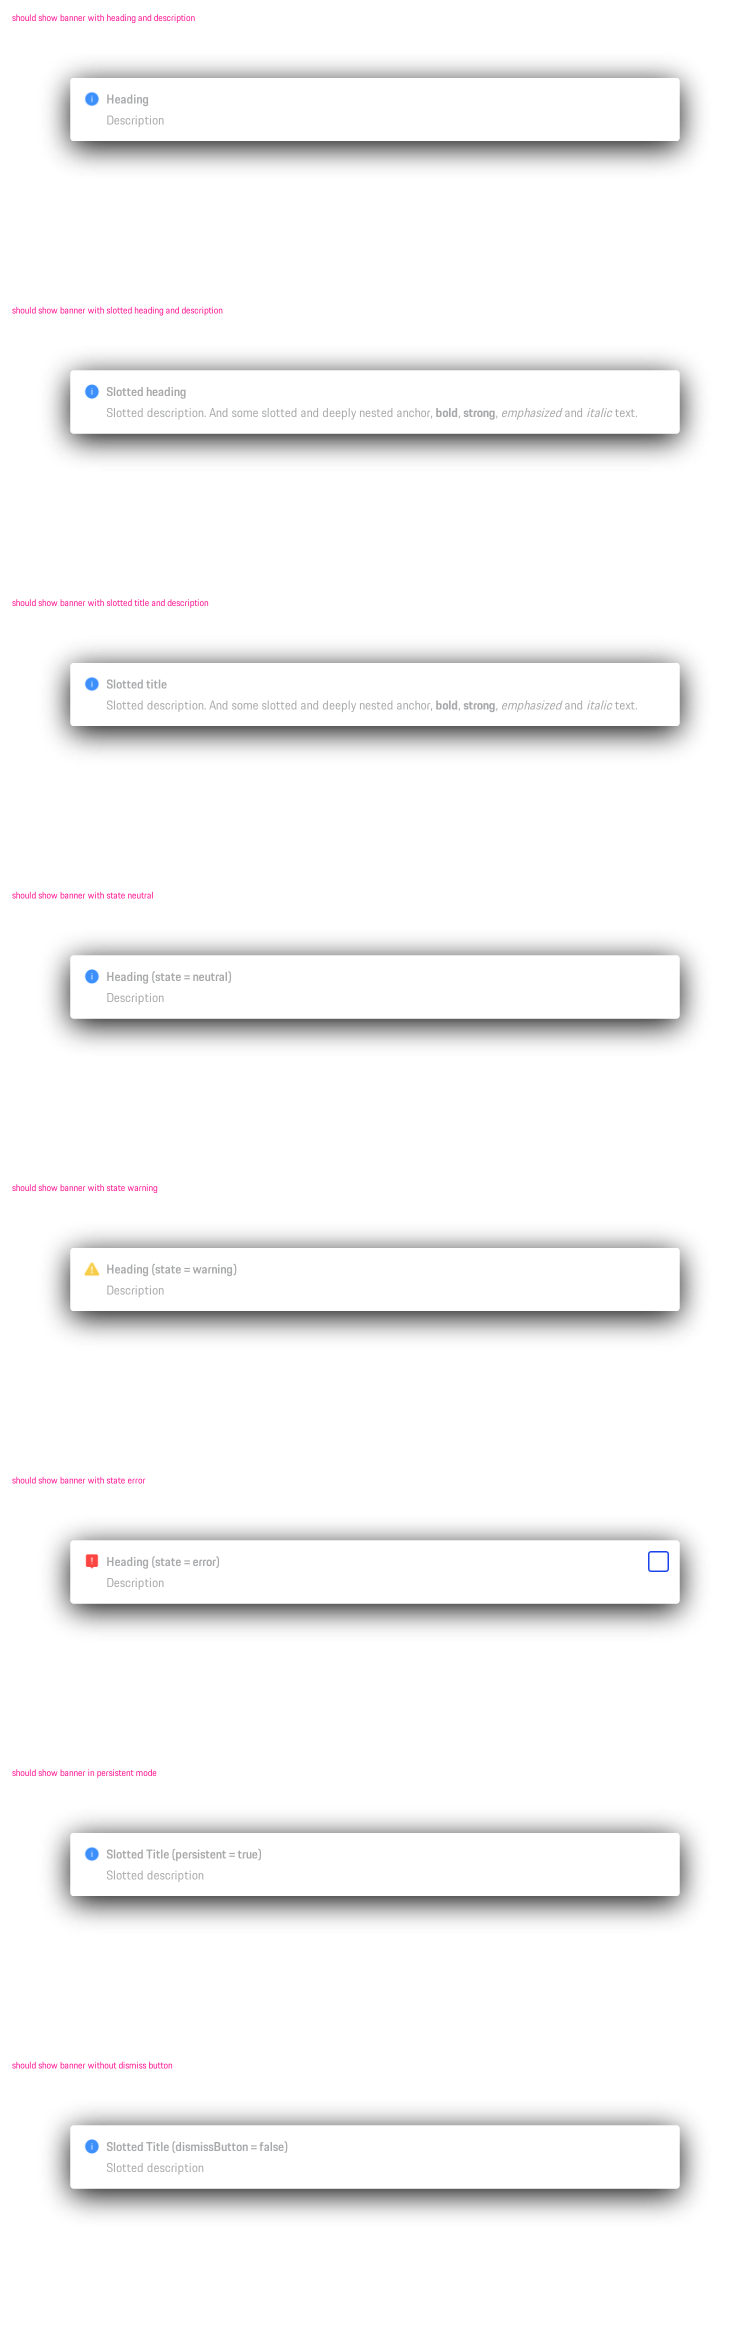 should show banner with heading and description
Heading
Description
should show banner with slotted heading and description
Slotted heading
Slotted description. And some slotted and deeply nested anchor, bold, strong, emphasized and italic text.
should show banner with slotted title and description
Slotted title
Slotted description. And some slotted and deeply nested anchor, bold, strong, emphasized and italic text.
should show banner with state neutral
Heading (state = neutral)
Description
should show banner with state warning
Heading (state = warning)
Description
should show banner with state error
Heading (state = error)
Description
should show banner in persistent mode
Slotted Title (persistent = true)
Slotted description
should show banner without dismiss button
Slotted Title (dismissButton = false)
Slotted description